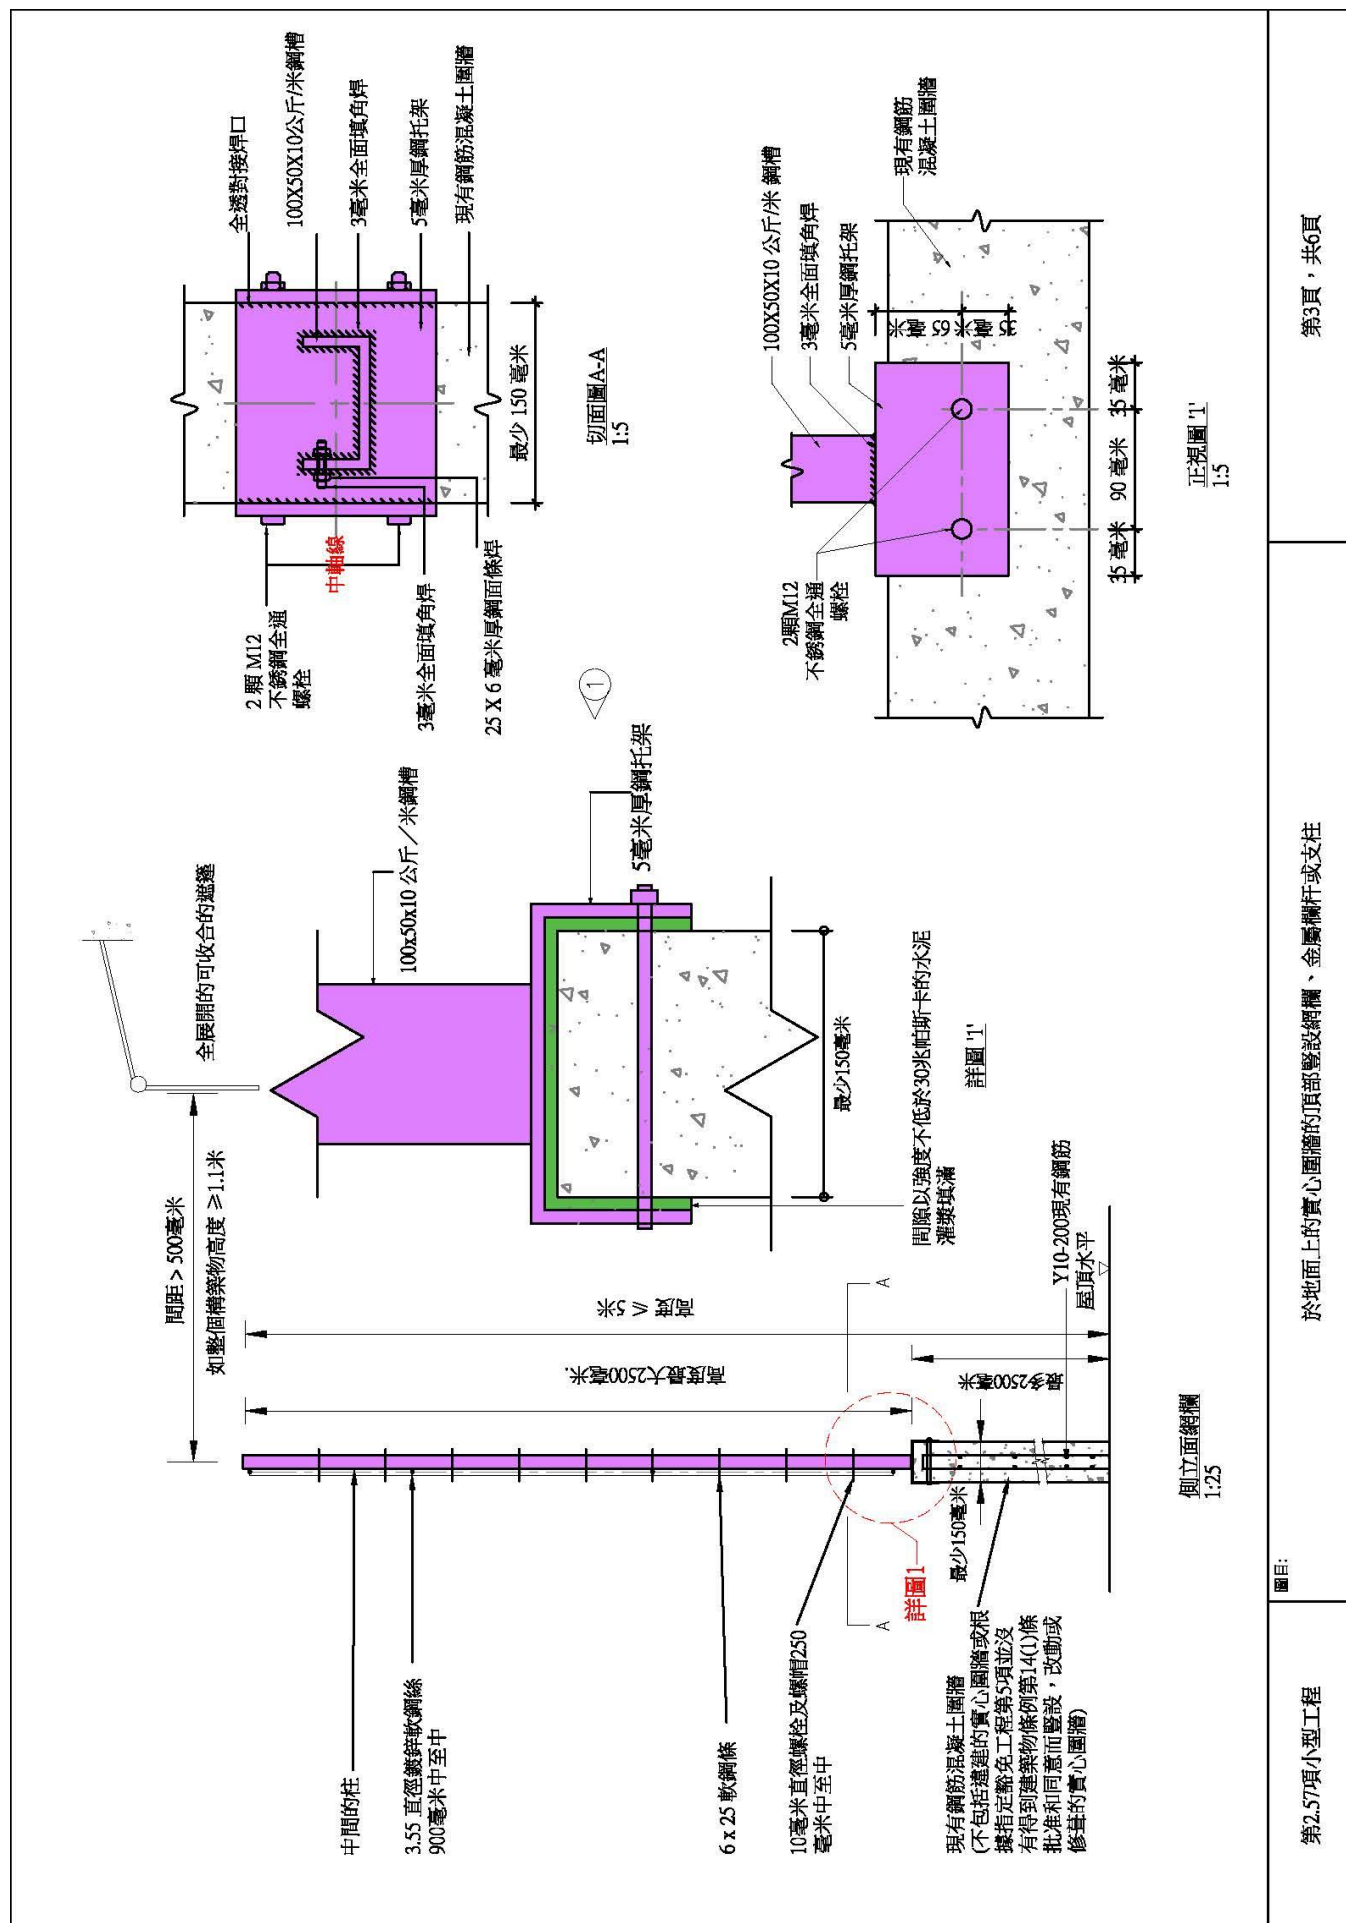 間距 > 500毫米
如整個構築物高度 ≥1.1米
全展開的可收合的遮篷
中間的柱
3.55 直徑鍍鋅軟鋼絲
900毫米中至中
6 x 25 軟鋼條
10毫米直徑螺栓及螺帽250
毫米中至中
高度最大2500毫米.
高度 ≤ 5米
最多2500毫米
A
A
詳圖1
最少150毫米
現有鋼筋混凝土圍牆
(不包括違建的實心圍牆或根
據指定豁免工程第5項並沒
有得到建築物條例第14(1)條
批准和同意而豎設，改動或
修葺的實心圍牆)
Y10-200現有鋼筋
屋頂水平
側立面網欄
1:25
100x50x10 公斤／米鋼槽
5毫米厚鋼托架
1
最少150毫米
間隙以強度不低於30兆帕斯卡的水泥
灌漿填滿
詳圖 '1'
全透對接焊口
100X50X10公斤/米鋼槽
3毫米全面填角焊
5毫米厚鋼托架
現有鋼筋混凝土圍牆
2 顆 M12
不銹鋼全通
螺栓
中軸線
3毫米全面填角焊
25 X 6 毫米厚鋼面條焊
最少 150 毫米
切面圖A-A
1:5
100X50X10 公斤/米 鋼槽
3毫米全面填角焊
5毫米厚鋼托架
現有鋼筋
混凝土圍牆
2顆M12
不銹鋼全通
螺栓
65 毫米
35 毫米
35 毫米
90 毫米
35 毫米
正視圖 '1'
1:5
第2.57項小型工程
圖目:
於地面上的實心圍牆的頂部豎設網欄、金屬欄杆或支柱
第3頁，共6頁